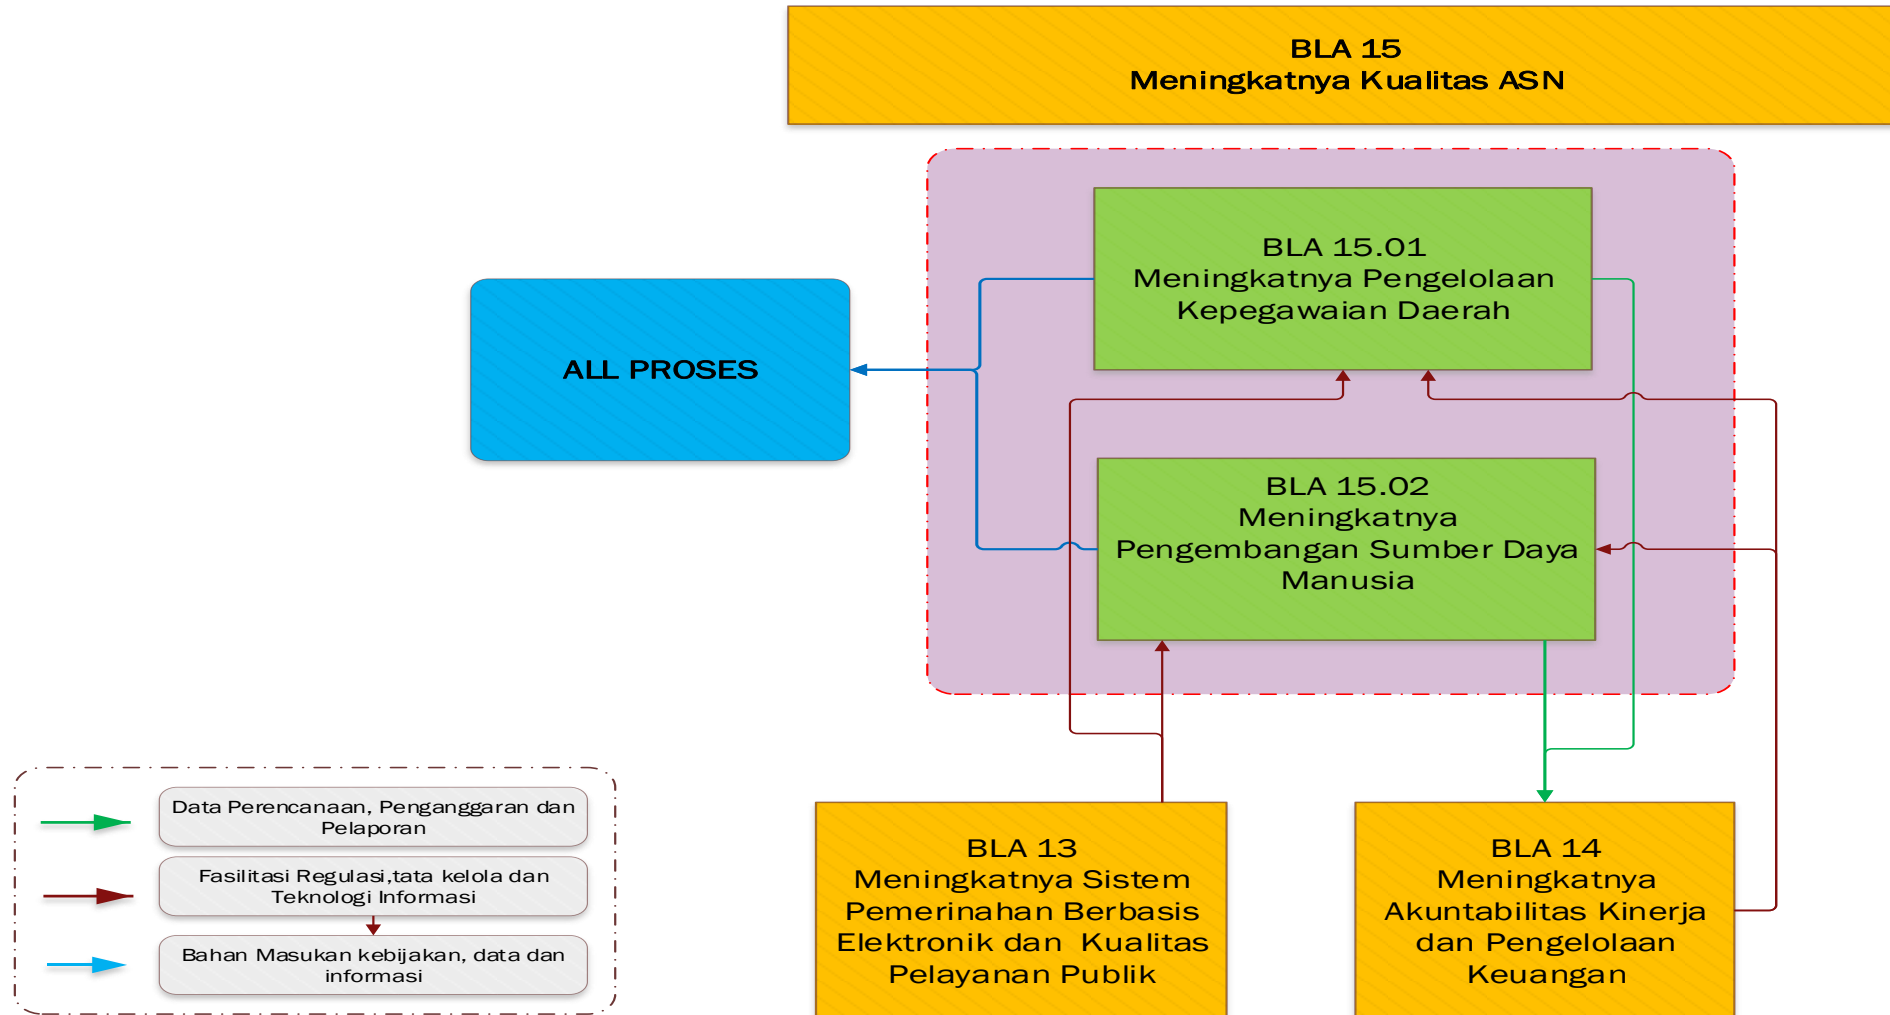 BLA 15
Meningkatnya Kualitas ASN
BLA 15.01
Meningkatnya Pengelolaan
Kepegawaian Daerah
ALL PROSES
BLA 15.02
Meningkatnya
Pengembangan Sumber Daya
Manusia
Data Perencanaan, Penganggaran dan
Pelaporan
Fasilitasi Regulasi,tata kelola dan
Teknologi Informasi
Bahan Masukan kebijakan, data dan
informasi
BLA 13
Meningkatnya Sistem
Pemerinahan Berbasis
Elektronik dan Kualitas
Pelayanan Publik
BLA 14
Meningkatnya
Akuntabilitas Kinerja
dan Pengelolaan
Keuangan